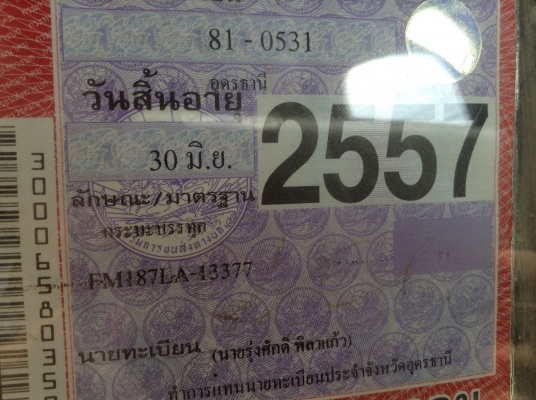 81 - 0531
อุดรธานี
วันสิ้นอายุ
30 มิ.ย.
2557
ลักษณะ/มาตรฐาน
กระบะบรรทุก
FM187LA-43377
นายทะเบียน (นายรุ่งศักดิ์ พิลาแก้ว)
ทำการแทนนายทะเบียนประจำจังหวัดอุดรธานี